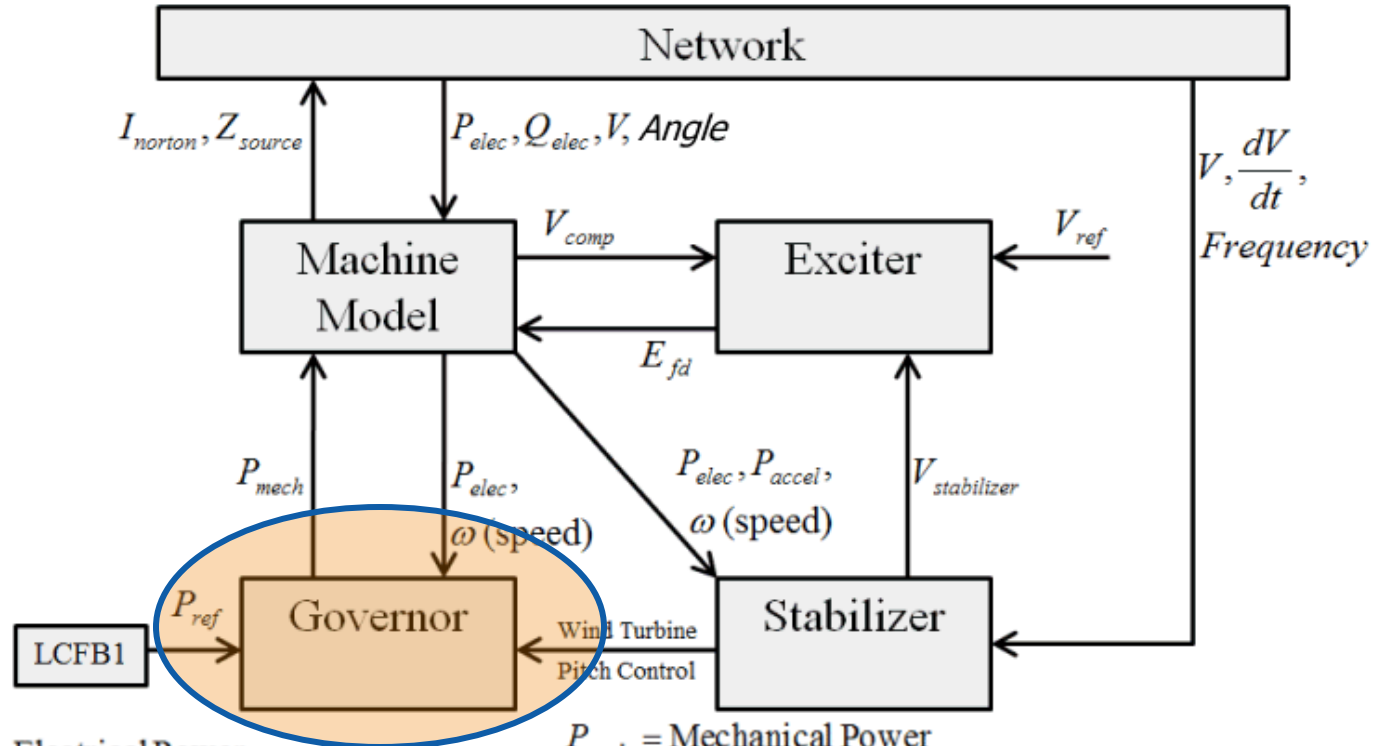 Network
I_norton, Z_source
P_elec, Q_elec, V, Angle
V, dV/dt,
Frequency
Machine
Model
V_comp
Exciter
V_ref
E_fd
P_mech
P_elec,
ω (speed)
P_elec, P_accel,
ω (speed)
V_stabilizer
P_ref
Governor
Stabilizer
LCFB1
Wind Turbine
Pitch Control
= Mechanical Power